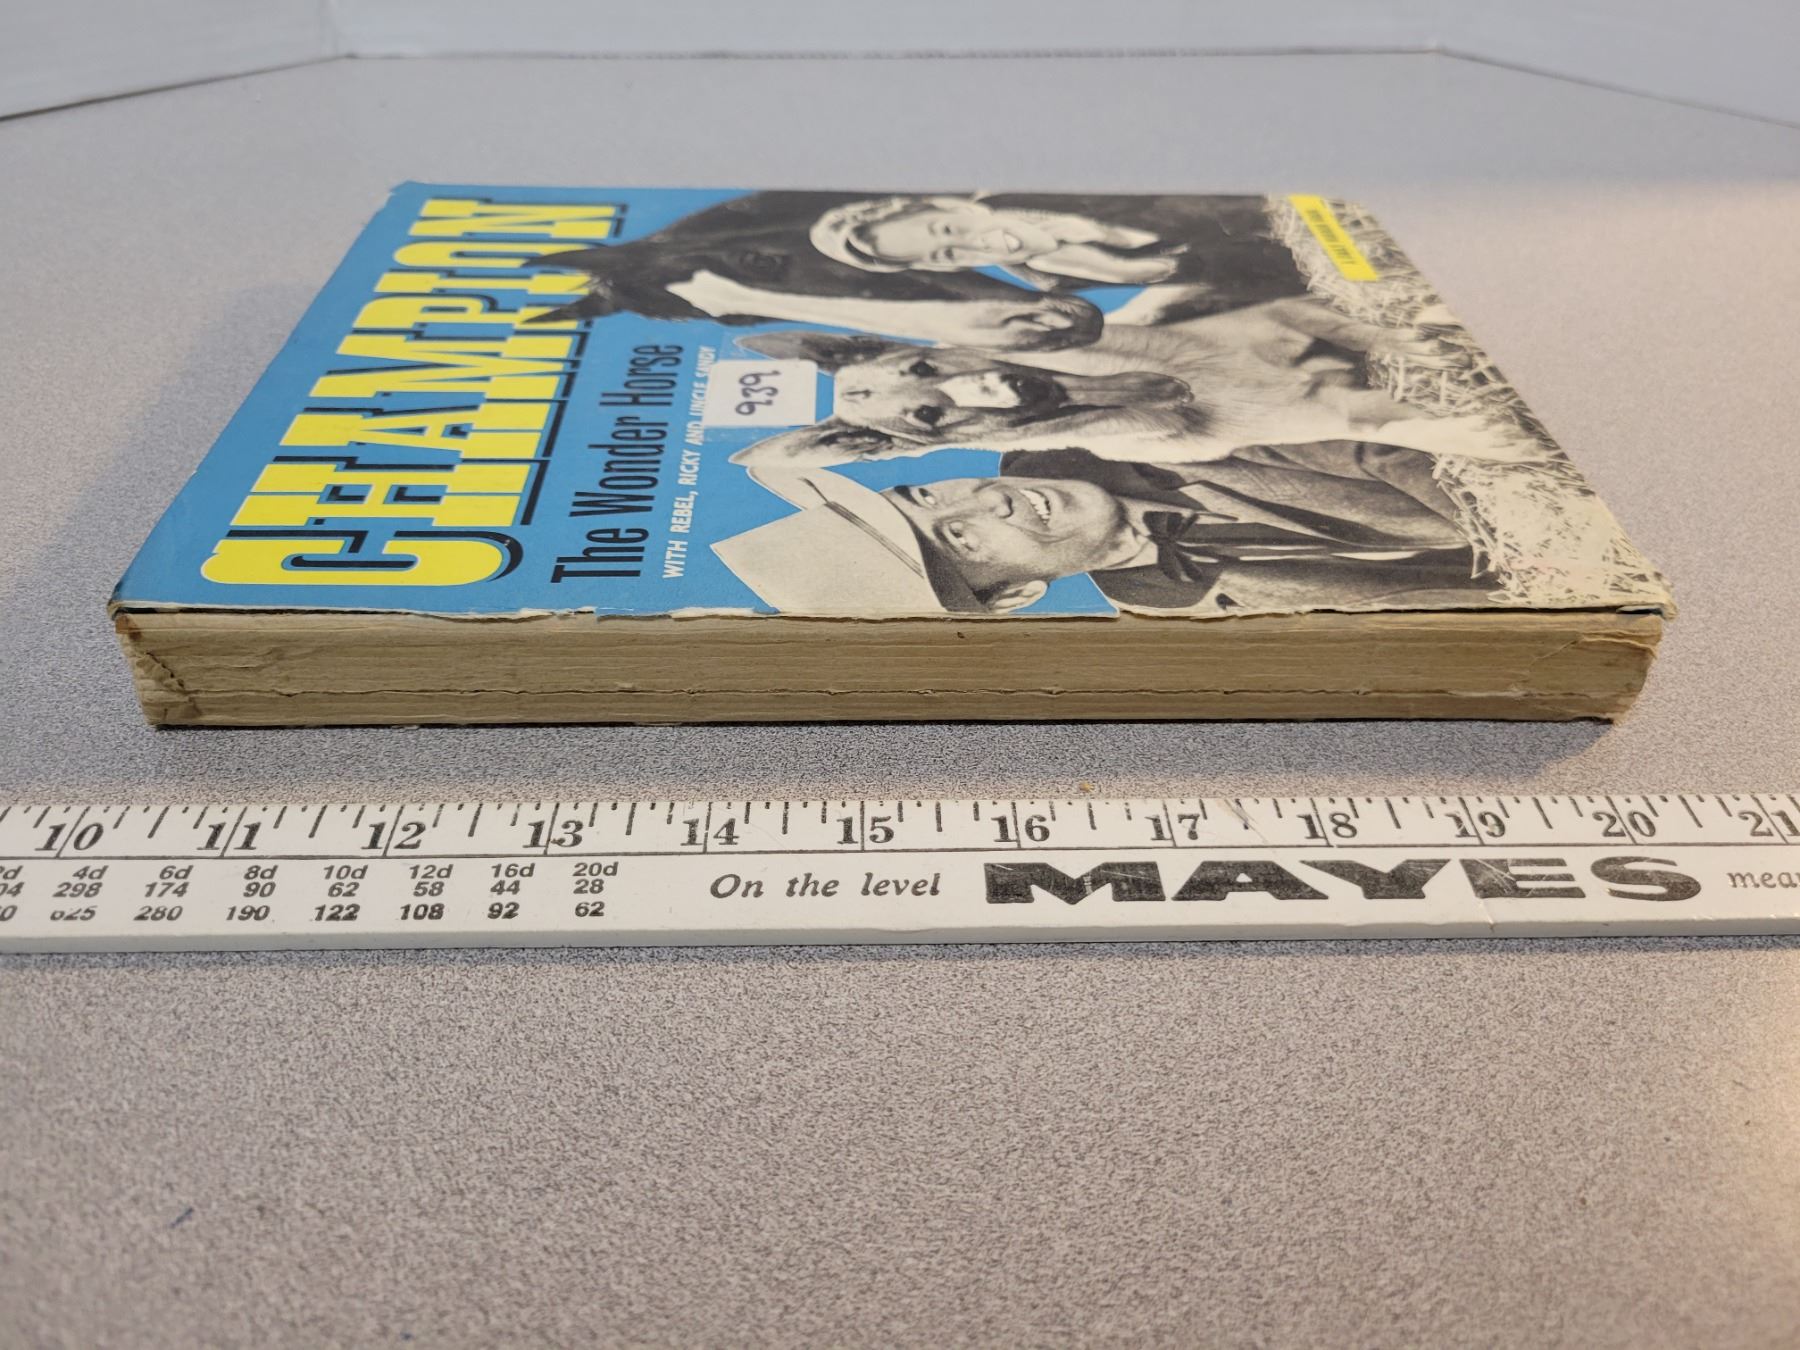 CHAMPION
The Wonder Horse
WITH REBEL, RICKY AND UNCLE SANDY
939
10 11 12 13 14 15 16 17 18 19 20 21
4d 6d 8d 10d 12d 16d 20d
298 174 90 62 58 44 28
625 280 190 122 108 92 62
On the level MAYES